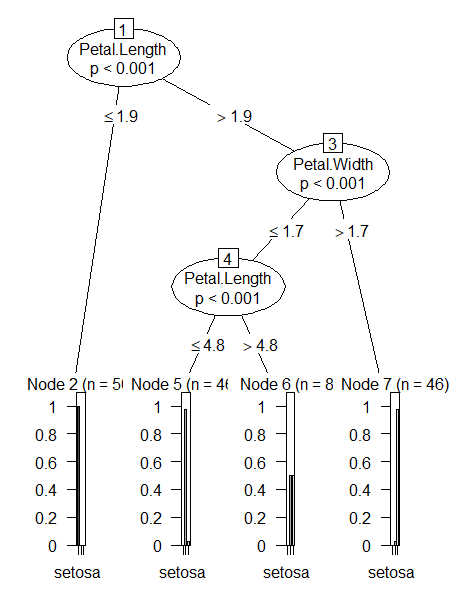 1
Petal.Length
p < 0.001
≤ 1.9
> 1.9
3
Petal.Width
p < 0.001
≤ 1.7
> 1.7
4
Petal.Length
p < 0.001
≤ 4.8
> 4.8
Node 2 (n = 50
Node 5 (n = 46
Node 6 (n = 8
Node 7 (n = 46)
1
0.8
0.6
0.4
0.2
0
setosa
1
0.8
0.6
0.4
0.2
0
setosa
1
0.8
0.6
0.4
0.2
0
setosa
1
0.8
0.6
0.4
0.2
0
setosa